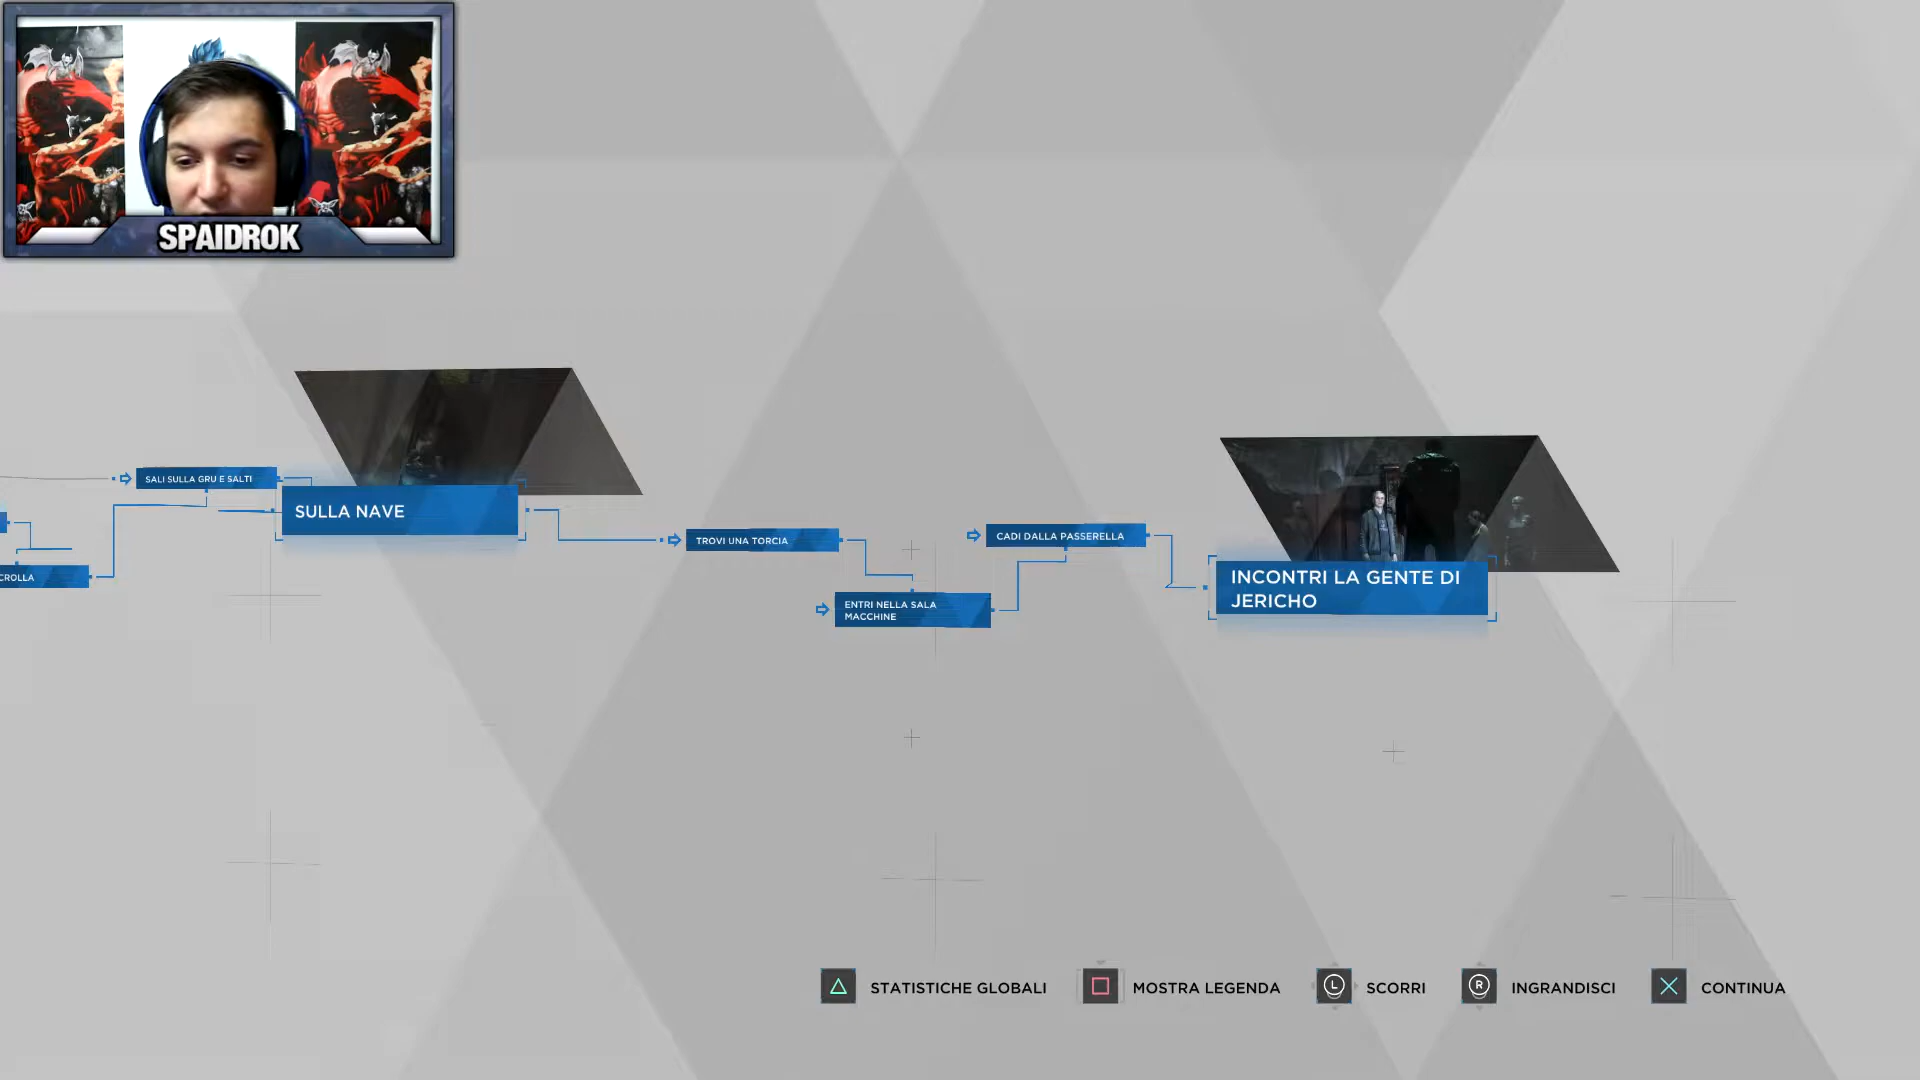 SPAIDROK
SALI SULLA GRU E SALTI
SULLA NAVE
CROLLA
TROVI UNA TORCIA
ENTRI NELLA SALA
MACCHINE
CADI DALLA PASSERELLA
INCONTRI LA GENTE DI
JERICHO
STATISTICHE GLOBALI
MOSTRA LEGENDA
L
SCORRI
R
INGRANDISCI
CONTINUA